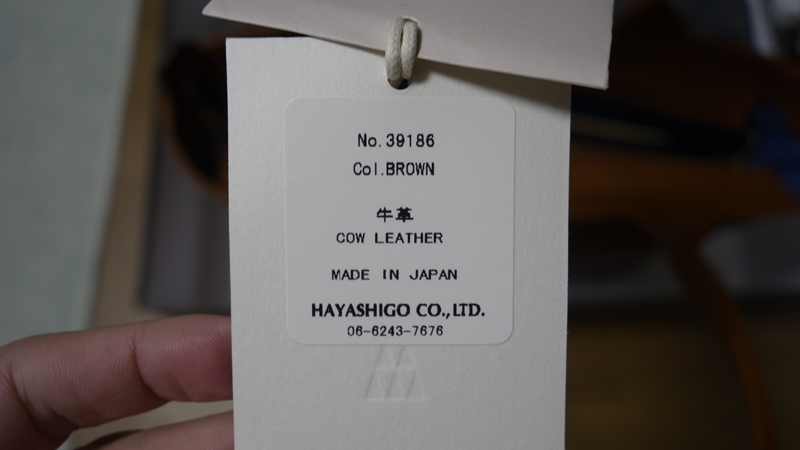 No.39186
Col.BROWN
牛革
COW LEATHER
MADE IN JAPAN
HAYASHIGO CO.,LTD.
06-6243-7676